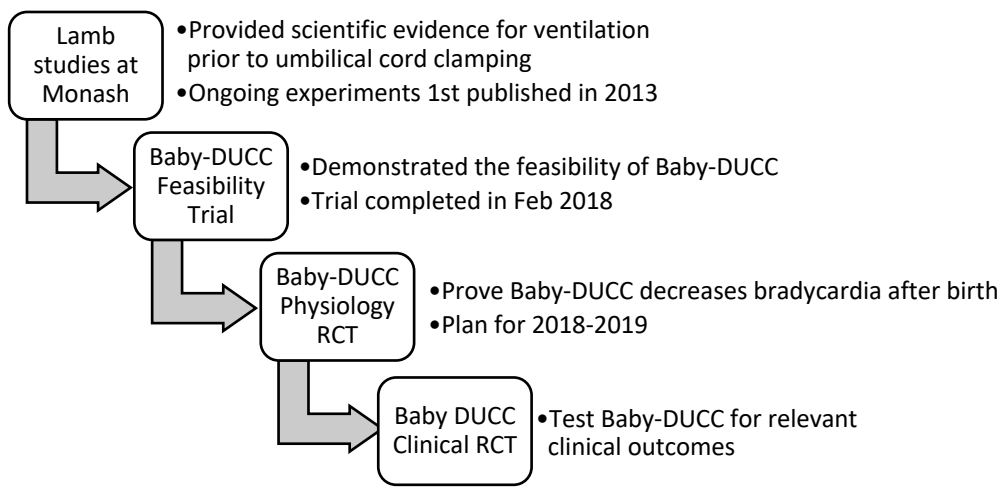 Lamb
studies at
Monash
•Provided scientific evidence for ventilation
prior to umbilical cord clamping
•Ongoing experiments 1st published in 2013
Baby-DUCC
Feasibility
Trial
•Demonstrated the feasibility of Baby-DUCC
•Trial completed in Feb 2018
Baby-DUCC
Physiology
RCT
•Prove Baby-DUCC decreases bradycardia after birth
•Plan for 2018-2019
Baby DUCC
Clinical RCT
•Test Baby-DUCC for relevant
clinical outcomes